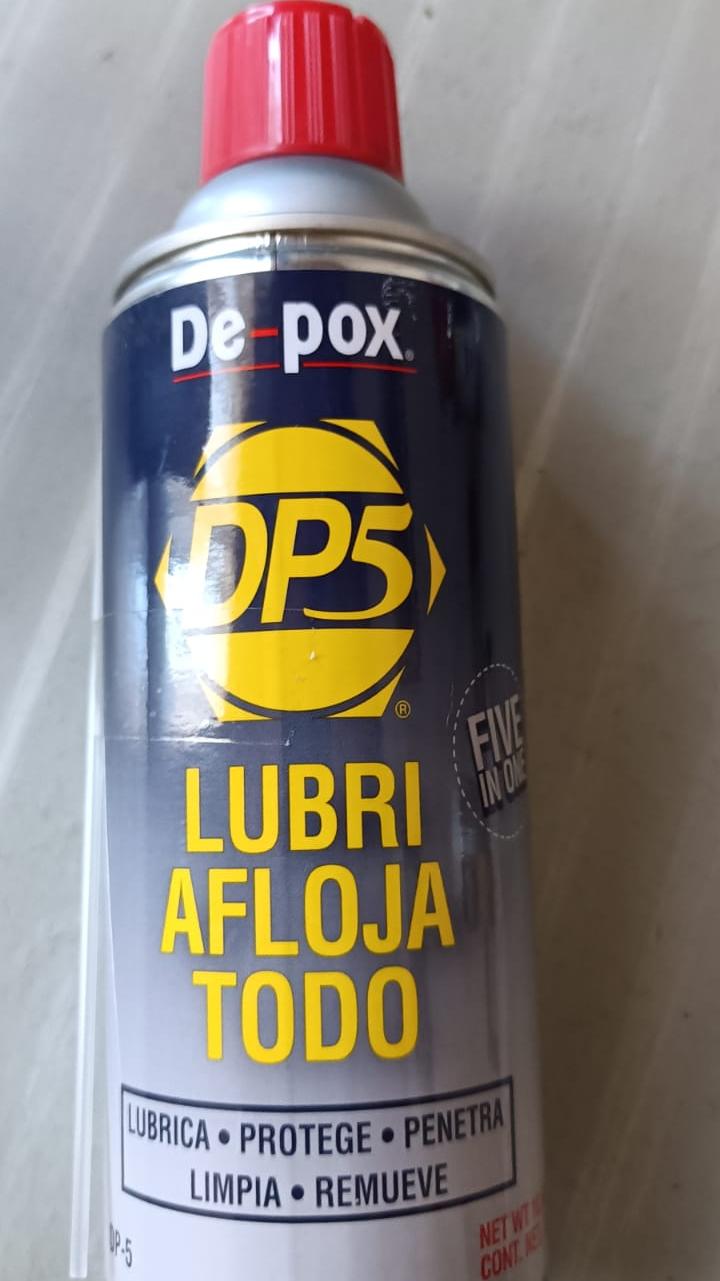 De-pox®
DP5
®
FIVE
IN ONE
LUBRI
AFLOJA
TODO
LUBRICA • PROTEGE • PENETRA
LIMPIA • REMUEVE
DP-5
NET WT
CONT.